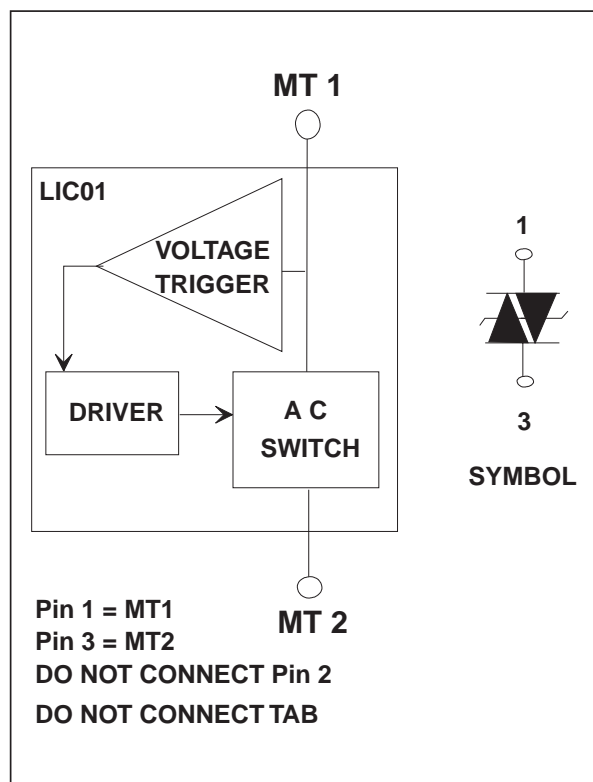 MT 1
LIC01
VOLTAGE
TRIGGER
DRIVER
A C
SWITCH
MT 2
1
3
SYMBOL
Pin 1 = MT1
Pin 3 = MT2
DO NOT CONNECT Pin 2
DO NOT CONNECT TAB